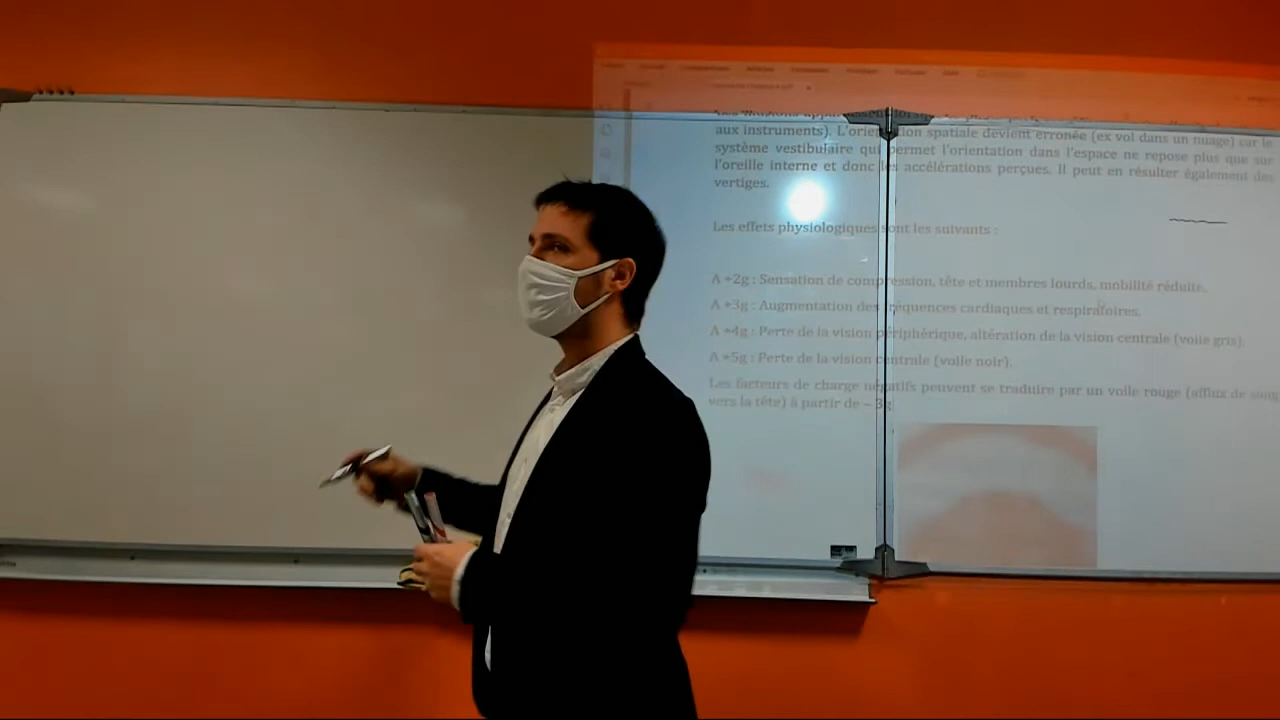 aux instruments). L'orientation spatiale devient erronée (ex vol dans un nuage) car le
système vestibulaire qui permet l'orientation dans l'espace ne repose plus que sur
l'oreille interne et donc les accélérations perçues. Il peut en résulter également des
vertiges.
Les effets physiologiques sont les suivants :
A +2g : Sensation de compression, tête et membres lourds, mobilité réduite.
A +3g : Augmentation des fréquences cardiaques et respiratoires.
A +4g : Perte de la vision périphérique, altération de la vision centrale (voile gris).
A +5g : Perte de la vision centrale (voile noir).
Les facteurs de charge négatifs peuvent se traduire par un voile rouge (afflux de sang
vers la tête) à partir de – 3g